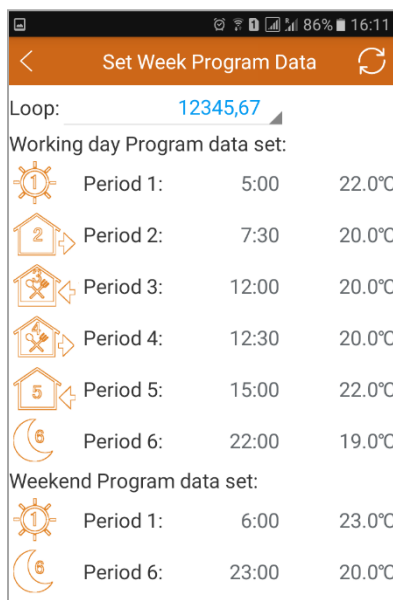 86% 16:11
Set Week Program Data
Loop: 12345,67
Working day Program data set:
1 Period 1: 5:00 22.0℃
2 Period 2: 7:30 20.0℃
3 Period 3: 12:00 20.0℃
4 Period 4: 12:30 20.0℃
5 Period 5: 15:00 22.0℃
6 Period 6: 22:00 19.0℃
Weekend Program data set:
1 Period 1: 6:00 23.0℃
6 Period 6: 23:00 20.0℃